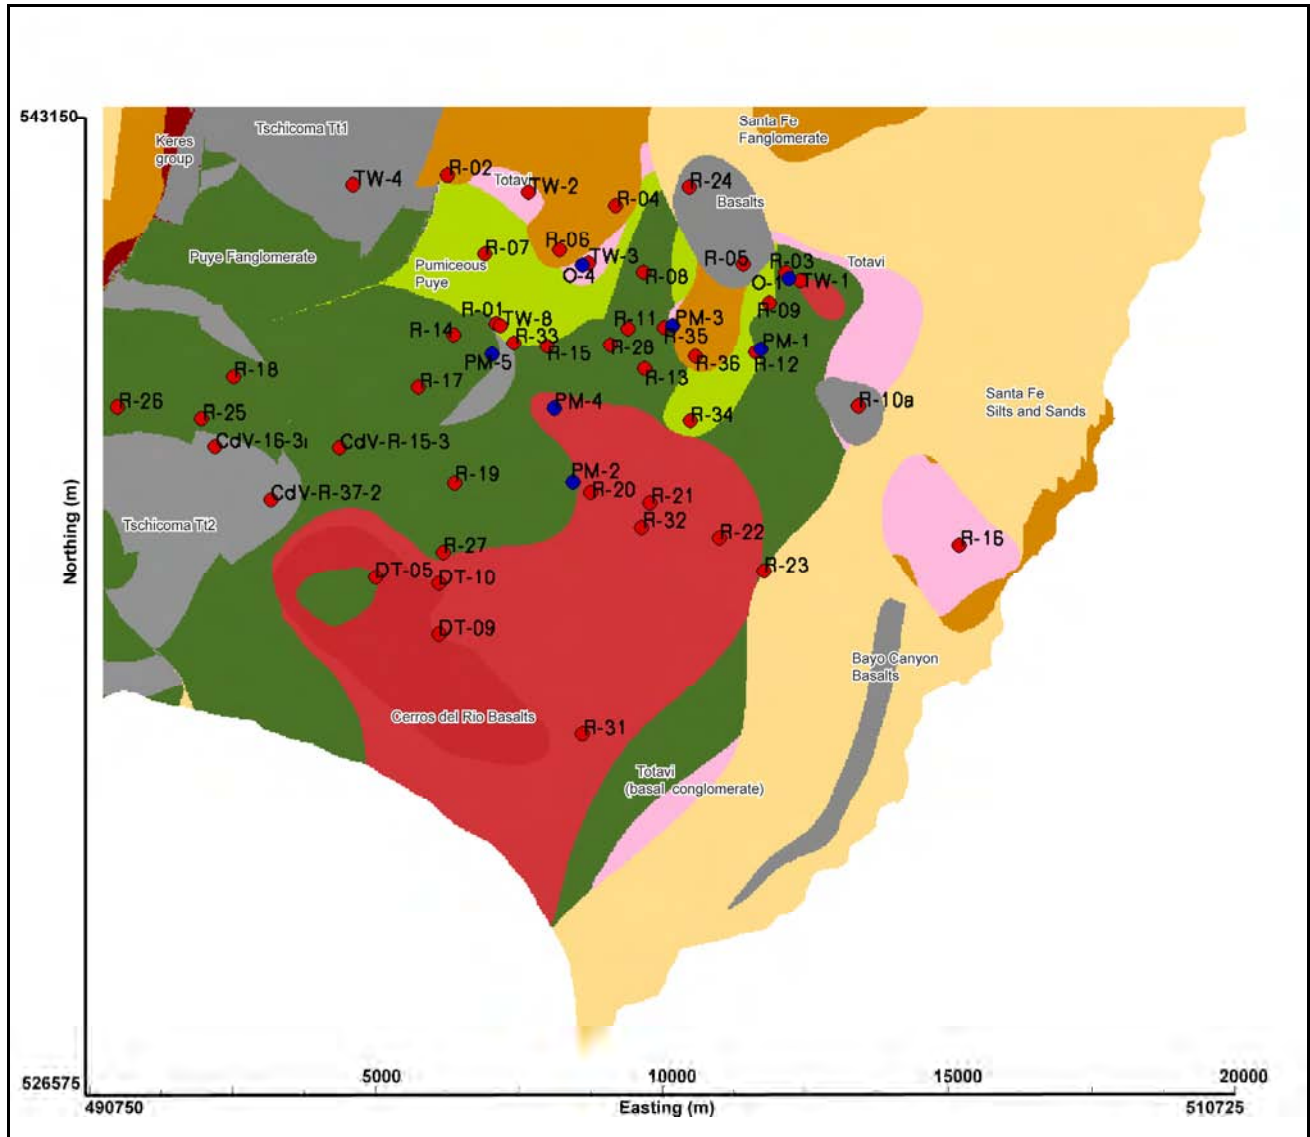 543150
Tschicoma Tt1
Keres
group
Santa Fe
Fanglomerate
TW-4
R-02
Totavi
TW-2
R-24
Basalts
R-04
Puye Fanglomerate
Pumiceous
Puye
R-07
R-06
TW-3
O-4
R-08
R-05
R-03
O-1
TW-1
Totavi
R-09
R-01
TW-8
R-14
R-33
R-11
PM-3
R-35
PM-5
R-15
R-28
R-36
PM-1
R-12
R-13
R-18
R-17
R-26
R-25
PM-4
R-34
R-10a
Santa Fe
Silts and Sands
CdV-16-3i
CdV-R-15-3
R-19
PM-2
R-20
R-21
CdV-R-37-2
Tschicoma Tt2
R-32
R-22
R-16
R-27
R-23
DT-05
DT-10
DT-09
Bayo Canyon
Basalts
Cerros del Rio Basalts
R-31
Totavi
(basal conglomerate)
Northing (m)
526575
5000
10000
15000
20000
490750
Easting (m)
510725